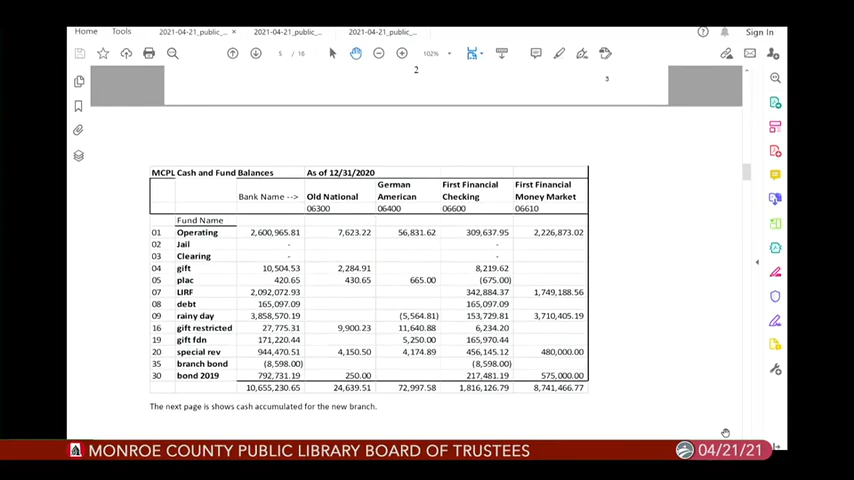 Home Tools 2021-04-21_public_... × 2021-04-21_public_... 2021-04-21_public_... Sign In
5 / 16 102%
2
3
MCPL Cash and Fund Balances As of 12/31/2020
German First Financial First Financial
Bank Name --> Old National American Checking Money Market
06300 06400 06600 06610
Fund Name
01 Operating 2,600,965.81 7,623.22 56,831.62 309,637.95 2,226,873.02
02 Jail - -
03 Clearing - -
04 gift 10,504.53 2,284.91 8,219.62
05 plac 420.65 430.65 665.00 (675.00)
07 LIRF 2,092,072.93 342,884.37 1,749,188.56
08 debt 165,097.09 165,097.09
09 rainy day 3,858,570.19 (5,564.81) 153,729.81 3,710,405.19
16 gift restricted 27,775.31 9,900.23 11,640.88 6,234.20
19 gift fdn 171,220.44 5,250.00 165,970.44
20 special rev 944,470.51 4,150.50 4,174.89 456,145.12 480,000.00
35 branch bond (8,598.00) (8,598.00)
30 bond 2019 792,731.19 250.00 217,481.19 575,000.00
10,655,230.65 24,639.51 72,997.58 1,816,126.79 8,741,466.77
The next page is shows cash accumulated for the new branch.
MONROE COUNTY PUBLIC LIBRARY BOARD OF TRUSTEES 04/21/21